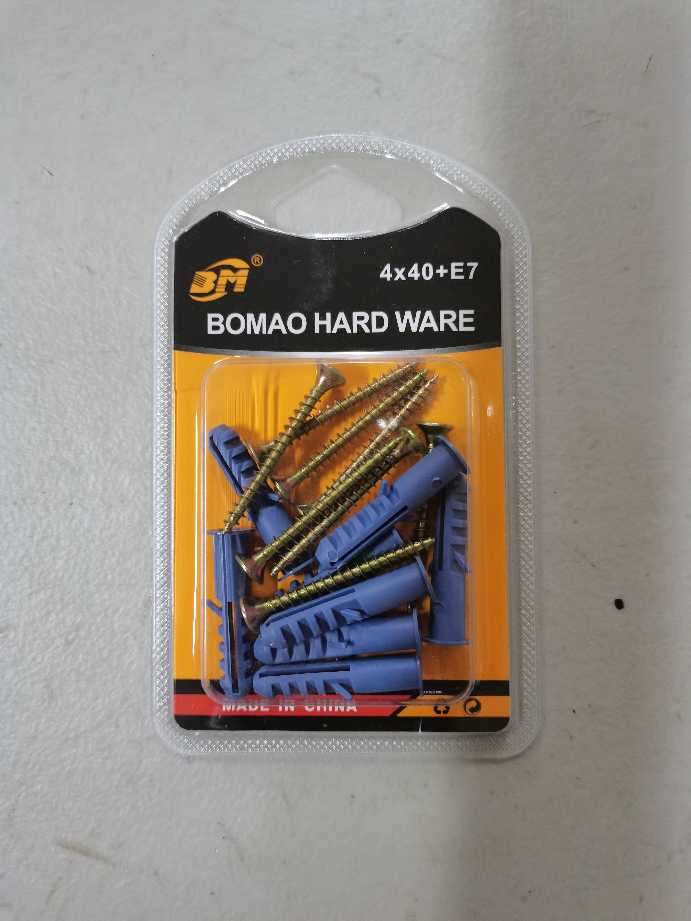 BM®
4x40+E7
BOMAO HARD WARE
MADE IN CHINA